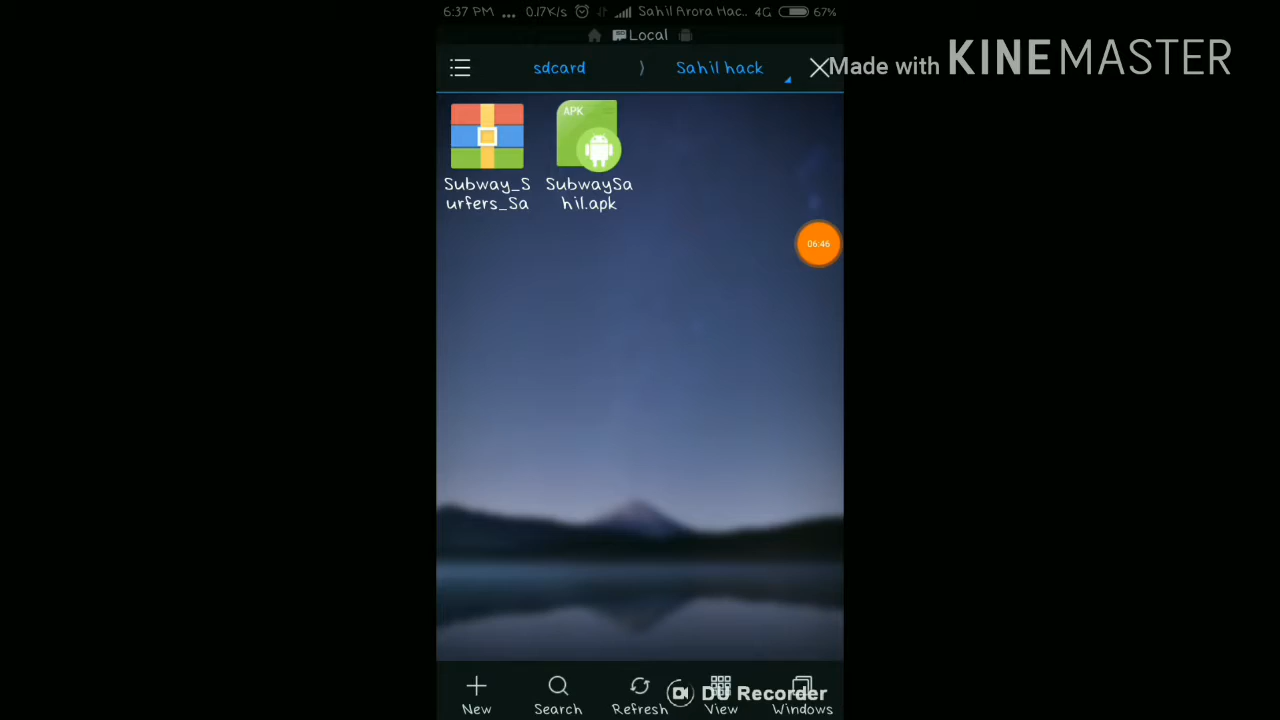 6:37 PM ... 0.17K/s Sahil Arora Hac.. 4G 67%
Local
sdcard 〉 Sahil hack
Made with KINEMASTER
APK
Subway_S
urfers_Sa
SubwaySa
hil.apk
06:46
New Search Refresh View Windows
DU Recorder